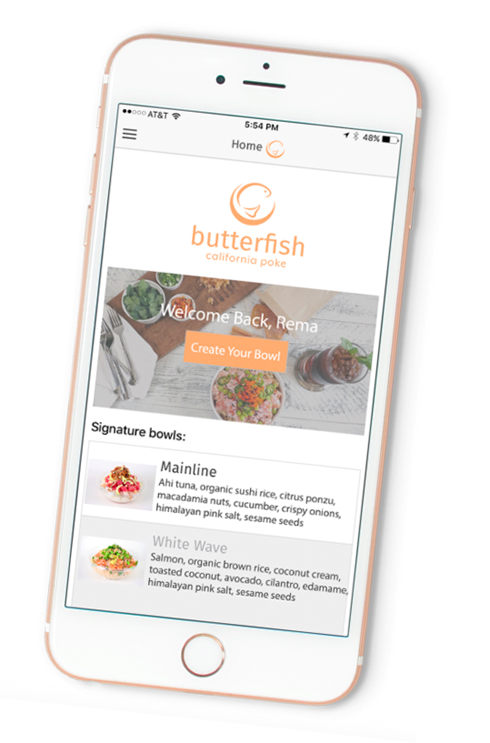 AT&T
5:54 PM
48%
Home
butterfish
california poke
Welcome Back, Rema
Create Your Bowl
Signature bowls:
Mainline
Ahi tuna, organic sushi rice, citrus ponzu,
macadamia nuts, cucumber, crispy onions,
himalayan pink salt, sesame seeds
White Wave
Salmon, organic brown rice, coconut cream,
toasted coconut, avocado, cilantro, edamame,
himalayan pink salt, sesame seeds